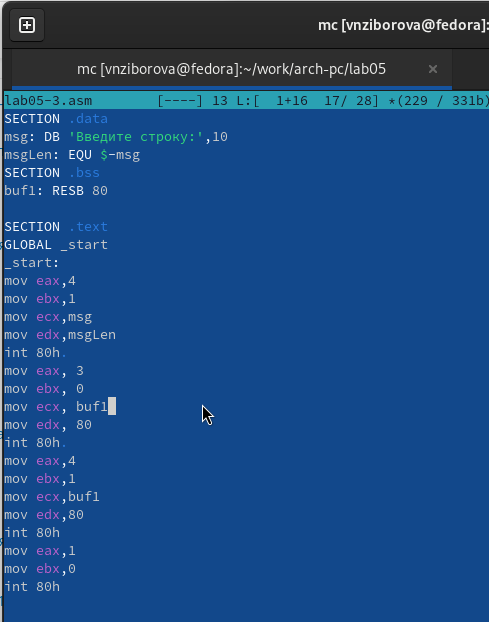 mc [vnziborova@fedora]:
mc [vnziborova@fedora]:~/work/arch-pc/lab05
lab05-3.asm [----] 13 L:[ 1+16 17/ 28] *(229 / 331b)
SECTION .data
msg: DB 'Введите строку:',10
msgLen: EQU $-msg
SECTION .bss
buf1: RESB 80
SECTION .text
GLOBAL _start
_start:
mov eax,4
mov ebx,1
mov ecx,msg
mov edx,msgLen
int 80h.
mov eax, 3
mov ebx, 0
mov ecx, buf1
mov edx, 80
int 80h.
mov eax,4
mov ebx,1
mov ecx,buf1
mov edx,80
int 80h
mov eax,1
mov ebx,0
int 80h